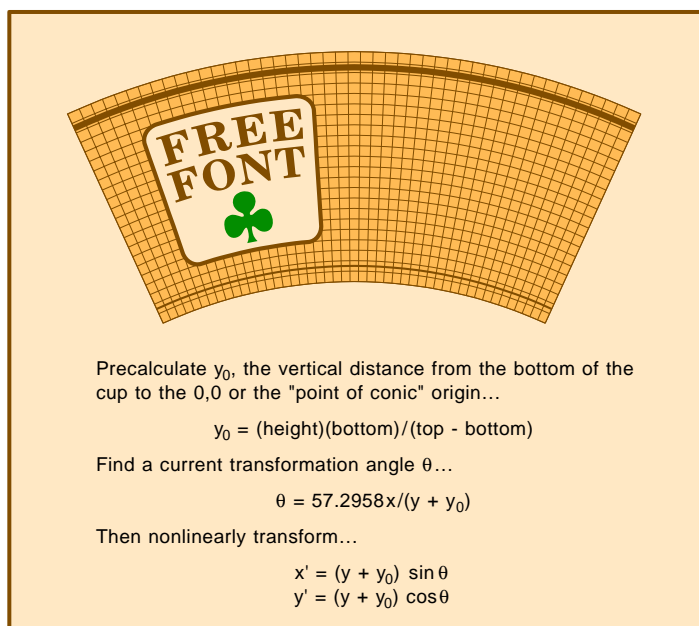 FREE
FONT
Precalculate y₀, the vertical distance from the bottom of the
cup to the 0,0 or the "point of conic" origin…
y₀ = (height)(bottom)/(top - bottom)
Find a current transformation angle θ…
θ = 57.2958x/(y + y₀)
Then nonlinearly transform…
x' = (y + y₀) sin θ
y' = (y + y₀) cos θ